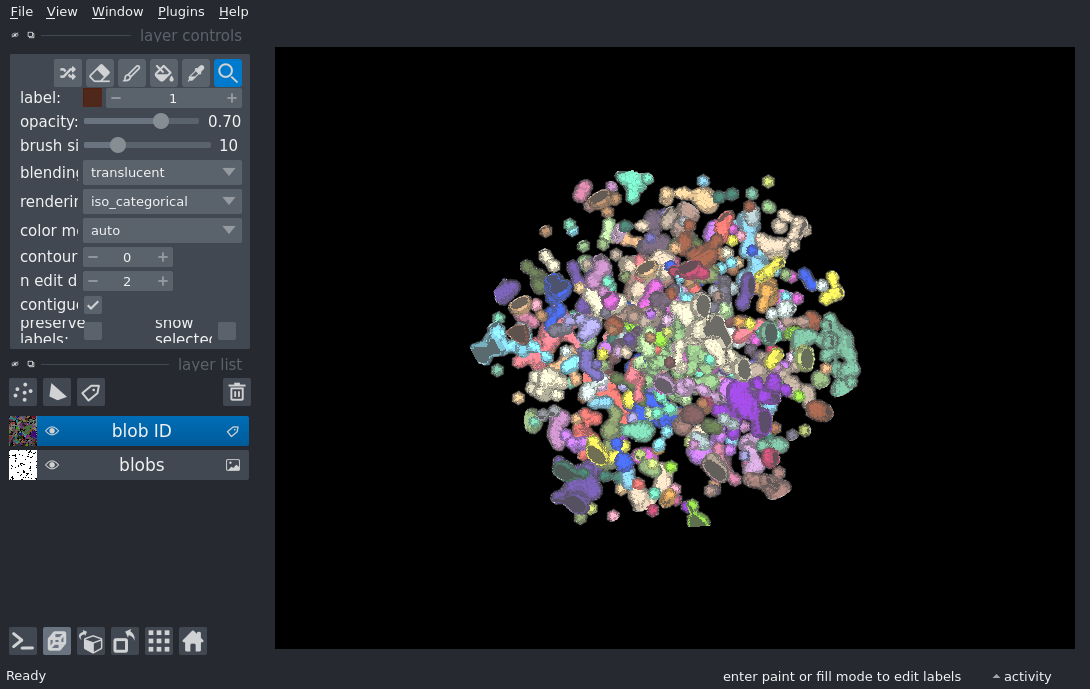 File View Window Plugins Help
layer controls
label: 1
opacity: 0.70
brush si 10
blending translucent
renderin iso_categorical
color m auto
contour 0
n edit d 2
contigu
preserve show
labels: selected
layer list
blob ID
blobs
Ready enter paint or fill mode to edit labels activity